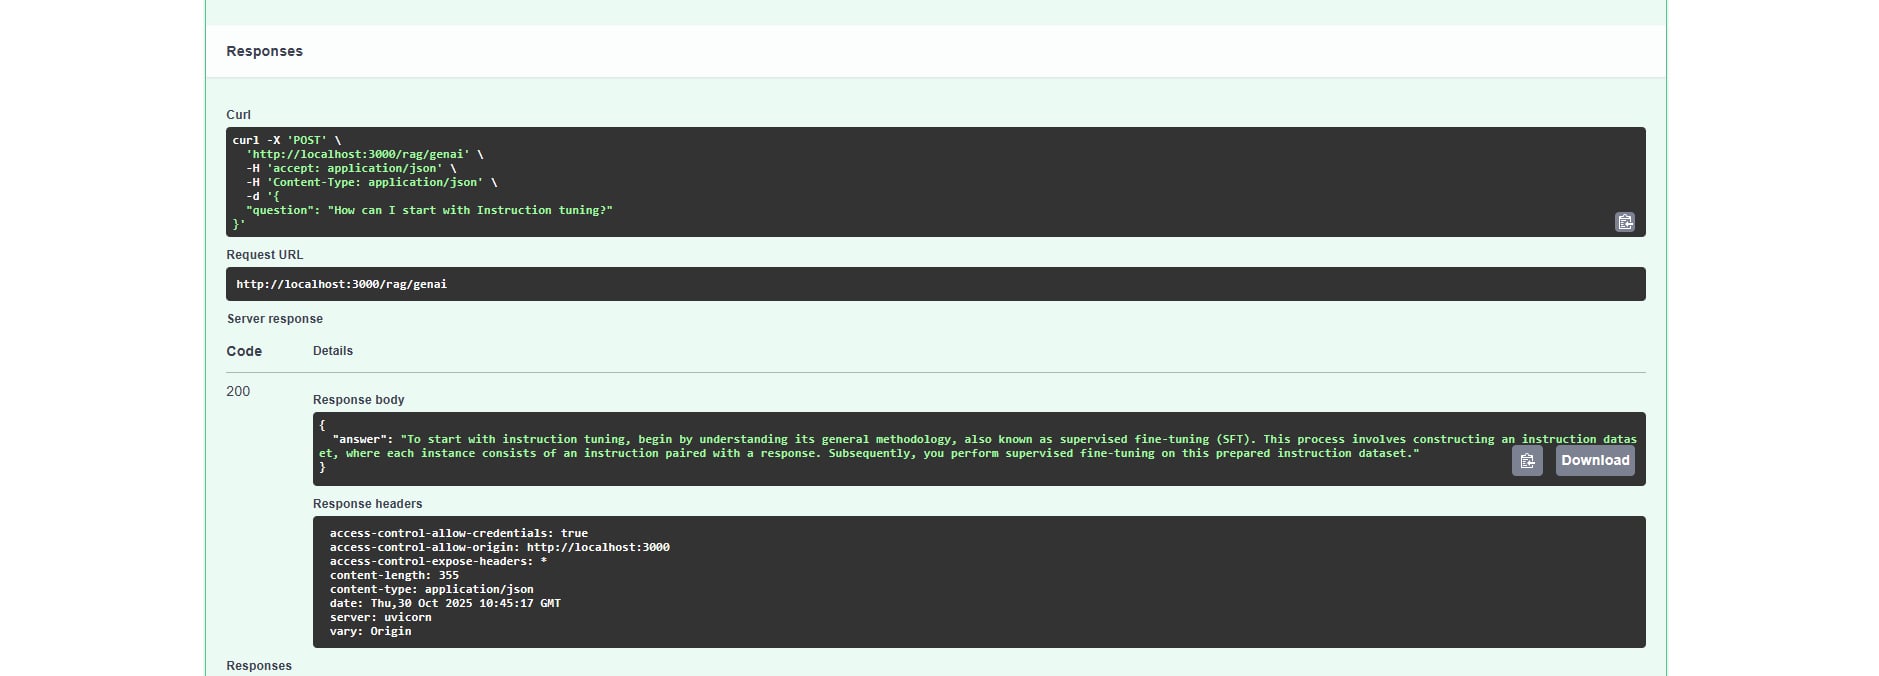 Responses
Curl
curl -X 'POST' \
  'http://localhost:3000/rag/genai' \
  -H 'accept: application/json' \
  -H 'Content-Type: application/json' \
  -d '{
  "question": "How can I start with Instruction tuning?"
}'
Request URL
http://localhost:3000/rag/genai
Server response
Code Details
200
Response body
{
  "answer": "To start with instruction tuning, begin by understanding its general methodology, also known as supervised fine-tuning (SFT). This process involves constructing an instruction datas
et, where each instance consists of an instruction paired with a response. Subsequently, you perform supervised fine-tuning on this prepared instruction dataset."
}
Download
Response headers
access-control-allow-credentials: true
access-control-allow-origin: http://localhost:3000
access-control-expose-headers: *
content-length: 355
content-type: application/json
date: Thu,30 Oct 2025 10:45:17 GMT
server: uvicorn
vary: Origin
Responses